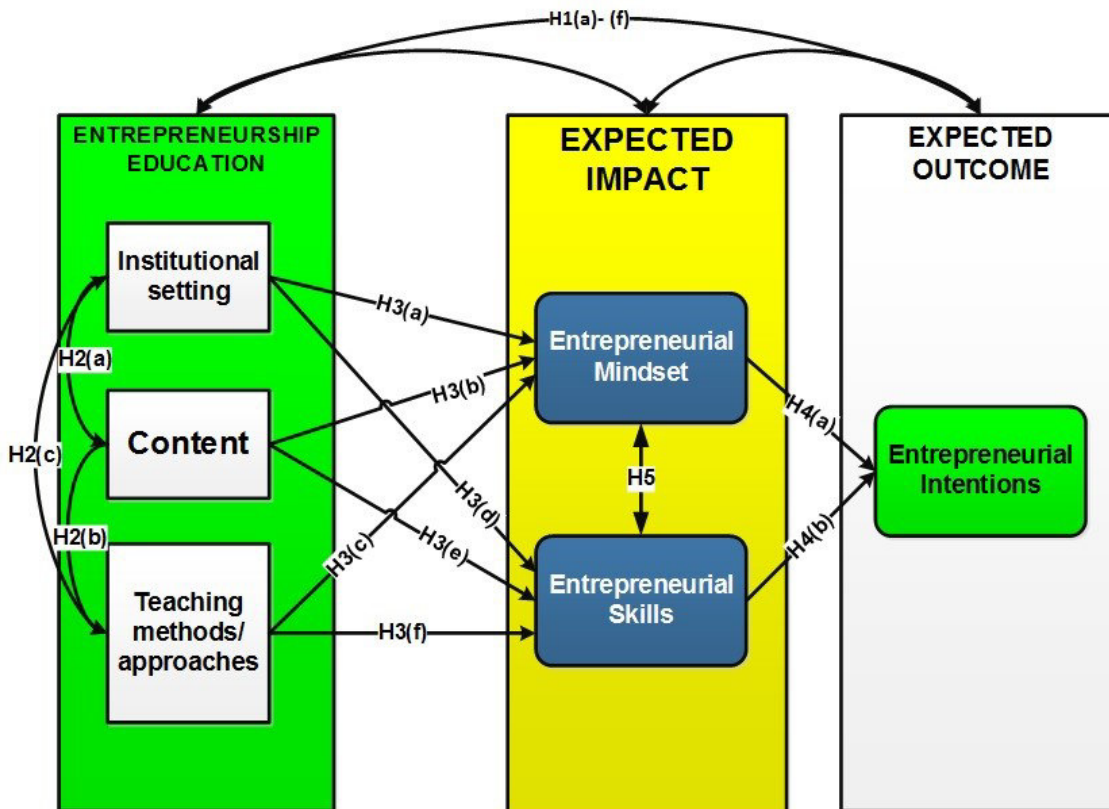 H1(a)- (f)
ENTREPRENEURSHIP
EDUCATION
EXPECTED
IMPACT
EXPECTED
OUTCOME
Institutional
setting
H3(a)
Entrepreneurial
Mindset
H2(a)
H3(b)
H4(a)
Content
H2(c)
H3(d)
H5
Entrepreneurial
Intentions
H2(b)
H3(c)
H3(e)
H4(b)
Teaching
methods/
approaches
H3(f)
Entrepreneurial
Skills